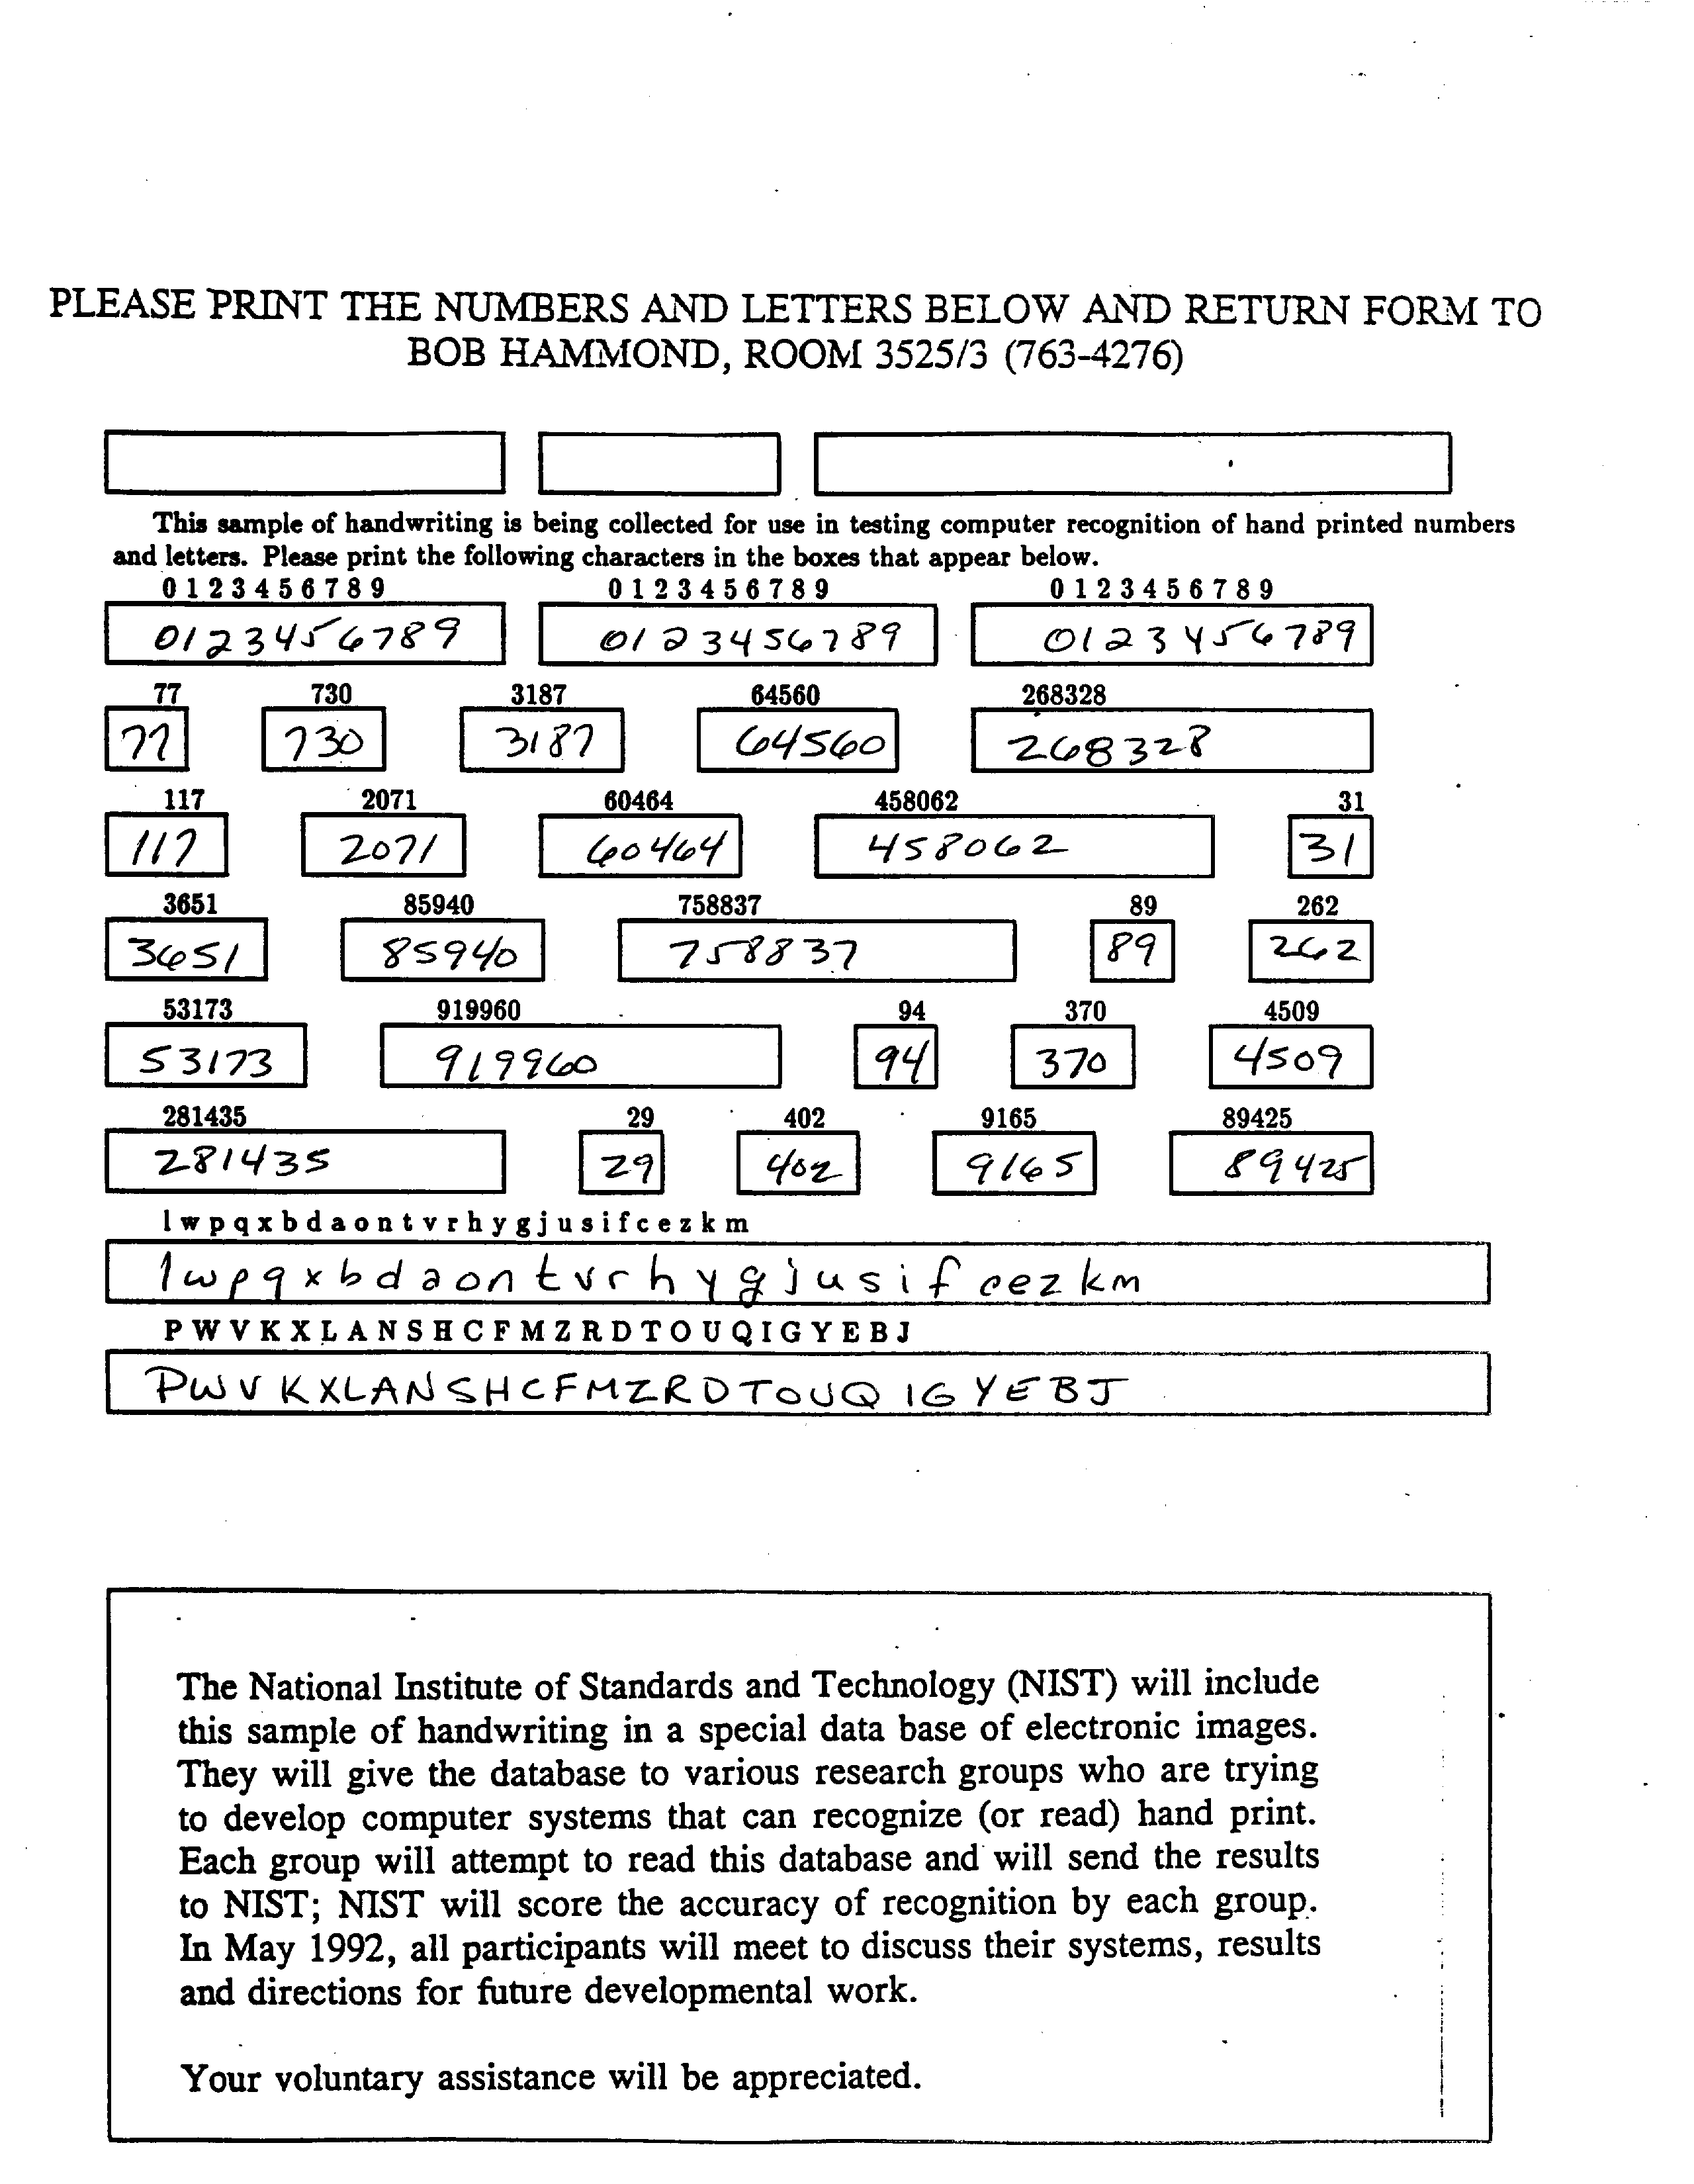 PLEASE PRINT THE NUMBERS AND LETTERS BELOW AND RETURN FORM TO
BOB HAMMOND, ROOM 3525/3 (763-4276)
This sample of handwriting is being collected for use in testing computer recognition of hand printed numbers
and letters. Please print the following characters in the boxes that appear below.
0 1 2 3 4 5 6 7 8 9 0 1 2 3 4 5 6 7 8 9 0 1 2 3 4 5 6 7 8 9
0123456789 0123456789 0123456789
77 730 3187 64560 268328
77 730 3187 64560 268328
117 2071 60464 458062 31
117 2071 60464 458062 31
3651 85940 758837 89 262
3651 85940 758837 89 262
53173 919960 94 370 4509
53173 919960 94 370 4509
281435 29 402 9165 89425
281435 29 402 9165 89425
l w p q x b d a o n t v r h y g j u s i f c e z k m
l w p q x b d a o n t v r h y g j u s i f c e z k m
P W V K X L A N S H C F M Z R D T O U Q I G Y E B J
P W V K X L A N S H C F M Z R D T O U Q I G Y E B J
The National Institute of Standards and Technology (NIST) will include
this sample of handwriting in a special data base of electronic images.
They will give the database to various research groups who are trying
to develop computer systems that can recognize (or read) hand print.
Each group will attempt to read this database and will send the results
to NIST; NIST will score the accuracy of recognition by each group.
In May 1992, all participants will meet to discuss their systems, results
and directions for future developmental work.
Your voluntary assistance will be appreciated.